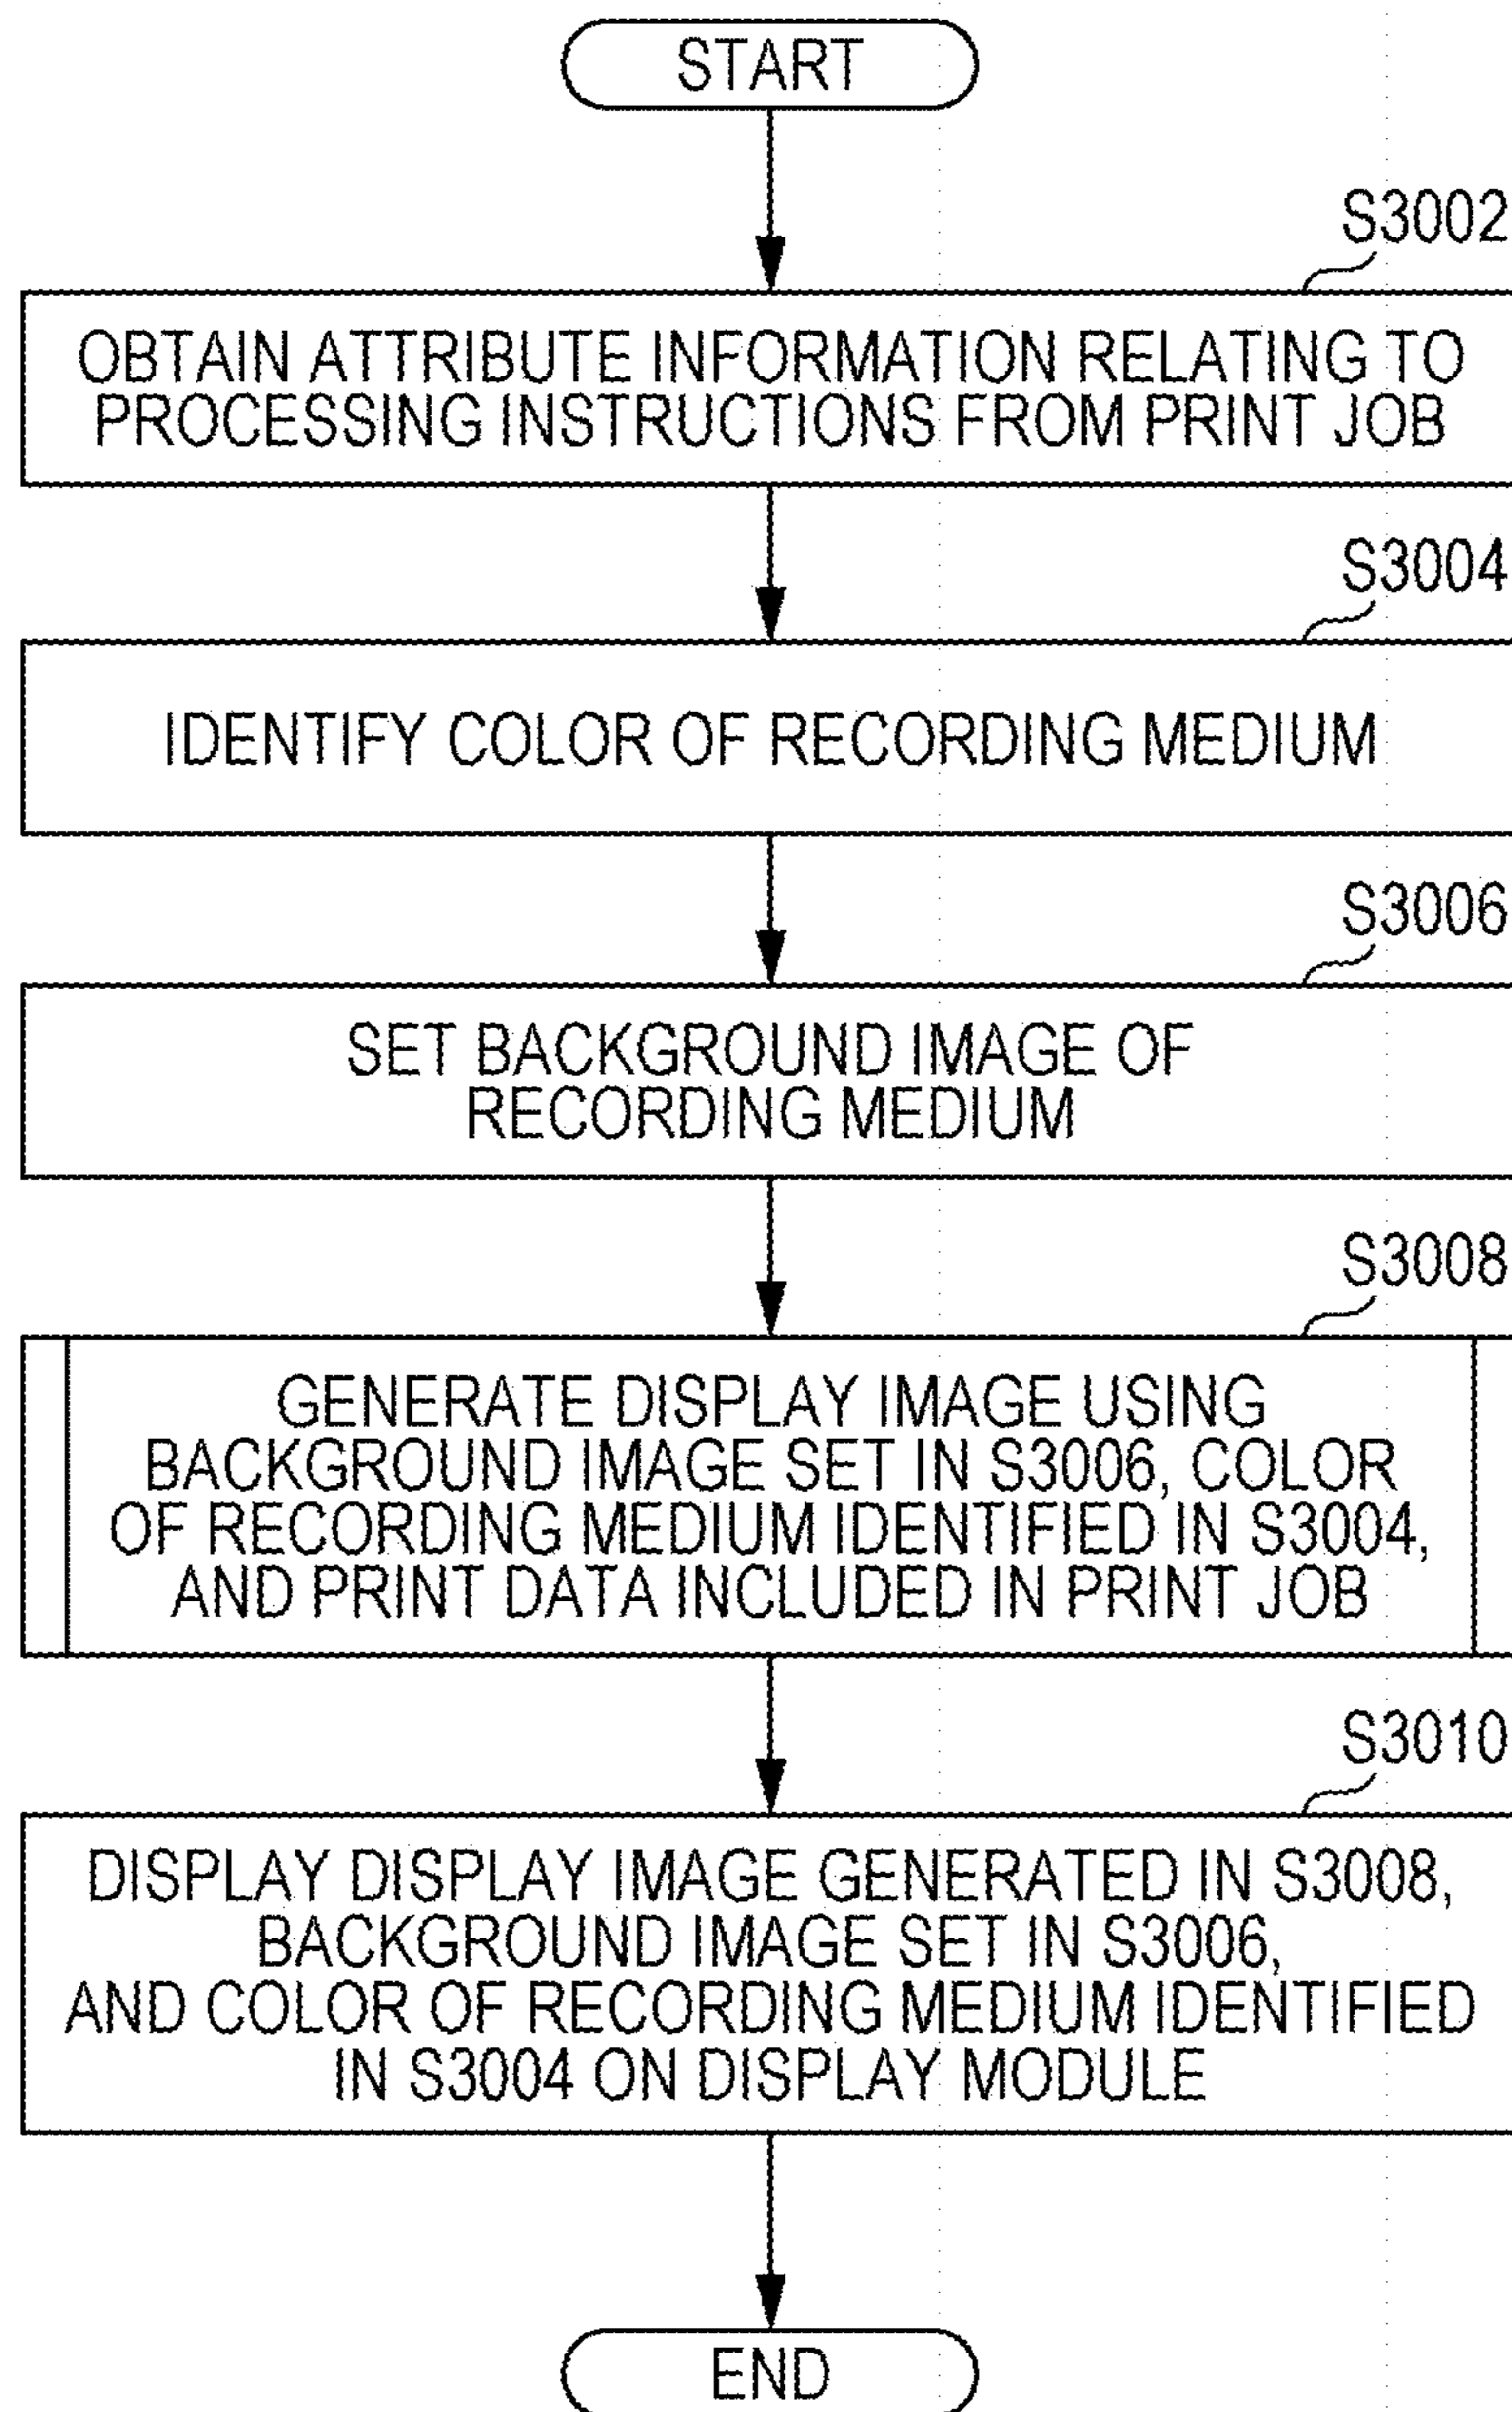 START
S3002
OBTAIN ATTRIBUTE INFORMATION RELATING TO
PROCESSING INSTRUCTIONS FROM PRINT JOB
S3004
IDENTIFY COLOR OF RECORDING MEDIUM
S3006
SET BACKGROUND IMAGE OF
RECORDING MEDIUM
S3008
GENERATE DISPLAY IMAGE USING
BACKGROUND IMAGE SET IN S3006, COLOR
OF RECORDING MEDIUM IDENTIFIED IN S3004,
AND PRINT DATA INCLUDED IN PRINT JOB
S3010
DISPLAY DISPLAY IMAGE GENERATED IN S3008,
BACKGROUND IMAGE SET IN S3006,
AND COLOR OF RECORDING MEDIUM IDENTIFIED
IN S3004 ON DISPLAY MODULE
END